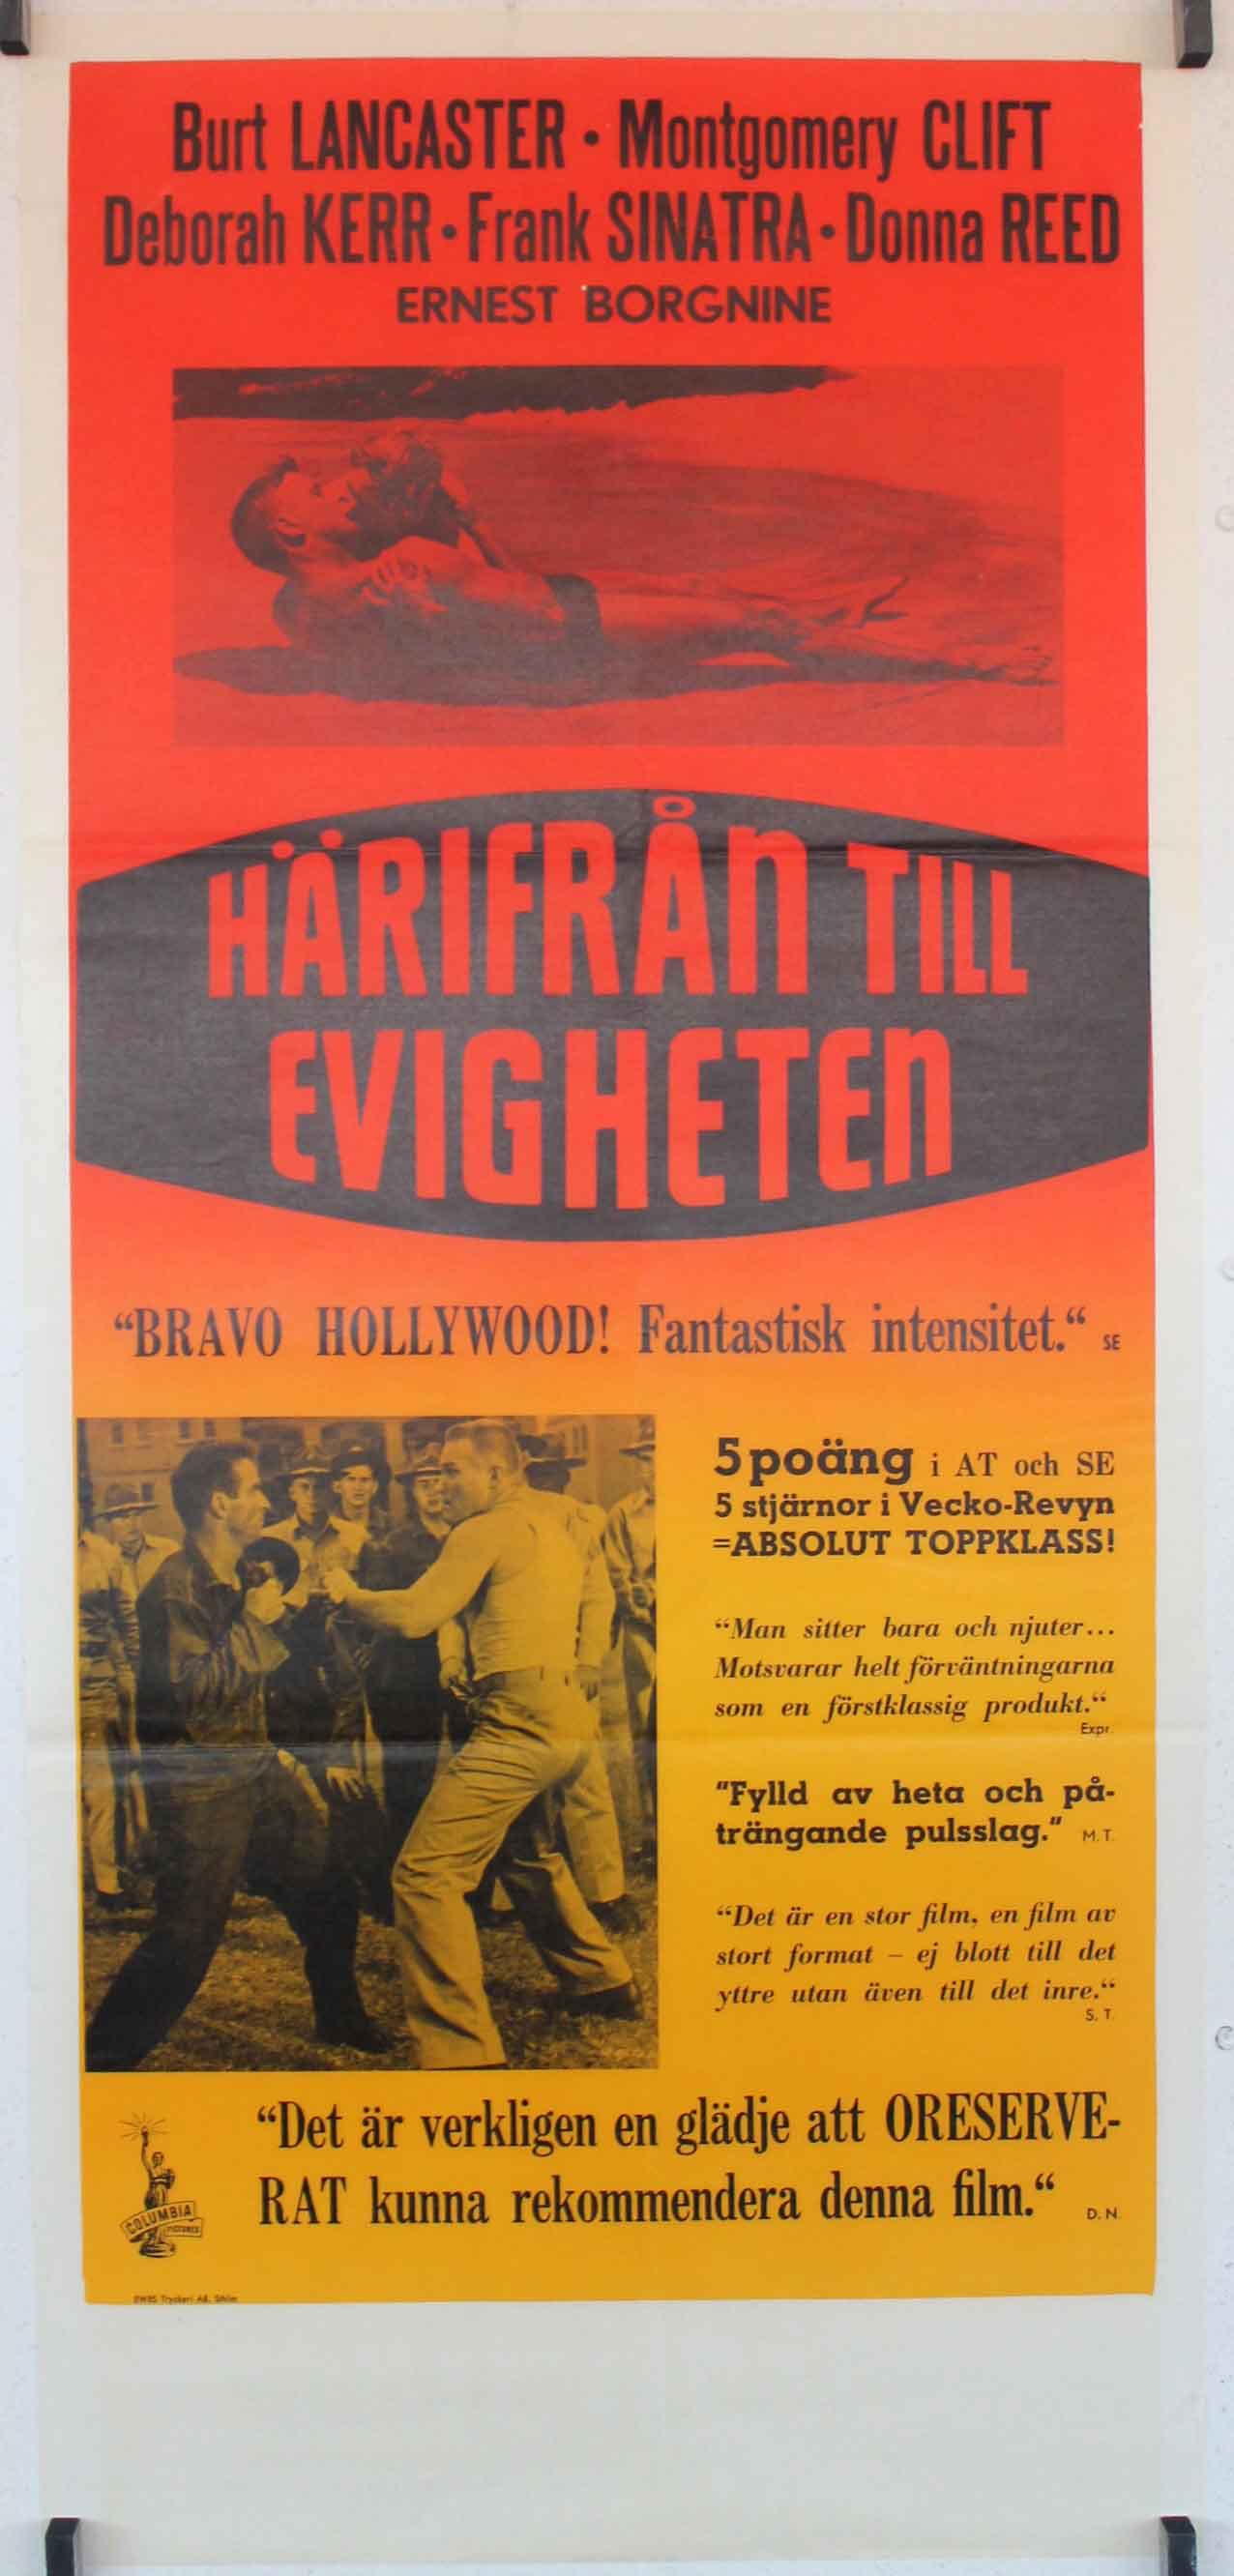 Burt LANCASTER · Montgomery CLIFT
Deborah KERR · Frank SINATRA · Donna REED
ERNEST BORGNINE
HÄRIFRÅN TILL
EVIGHETEN
“BRAVO HOLLYWOOD! Fantastisk intensitet.“ SE
5 poäng i AT och SE
5 stjärnor i Vecko-Revyn
=ABSOLUT TOPPKLASS!
“Man sitter bara och njuter...
Motsvarar helt förväntningarna
som en förstklassig produkt.“
Expr.
"Fylld av heta och på-
trängande pulsslag." M.T.
“Det är en stor film, en film av
stort format – ej blott till det
yttre utan även till det inre.“
S. T.
“Det är verkligen en glädje att ORESERVE-
RAT kunna rekommendera denna film.“ D. N.
COLUMBIA
PICTURES
Tryckeri AB, Sthlm